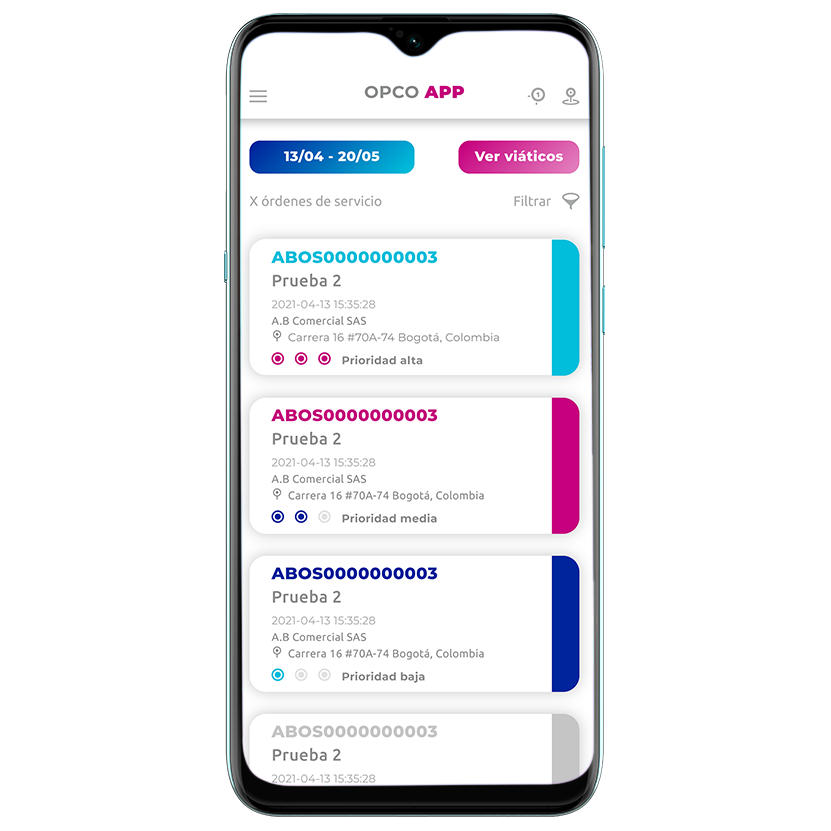 OPCO APP
1
13/04 - 20/05
Ver viáticos
X órdenes de servicio
Filtrar
ABOS0000000003
Prueba 2
2021-04-13 15:35:28
A.B Comercial SAS
Carrera 16 #70A-74 Bogotá, Colombia
Prioridad alta
ABOS0000000003
Prueba 2
2021-04-13 15:35:28
A.B Comercial SAS
Carrera 16 #70A-74 Bogotá, Colombia
Prioridad media
ABOS0000000003
Prueba 2
2021-04-13 15:35:28
A.B Comercial SAS
Carrera 16 #70A-74 Bogotá, Colombia
Prioridad baja
ABOS0000000003
Prueba 2
2021-04-13 15:35:28